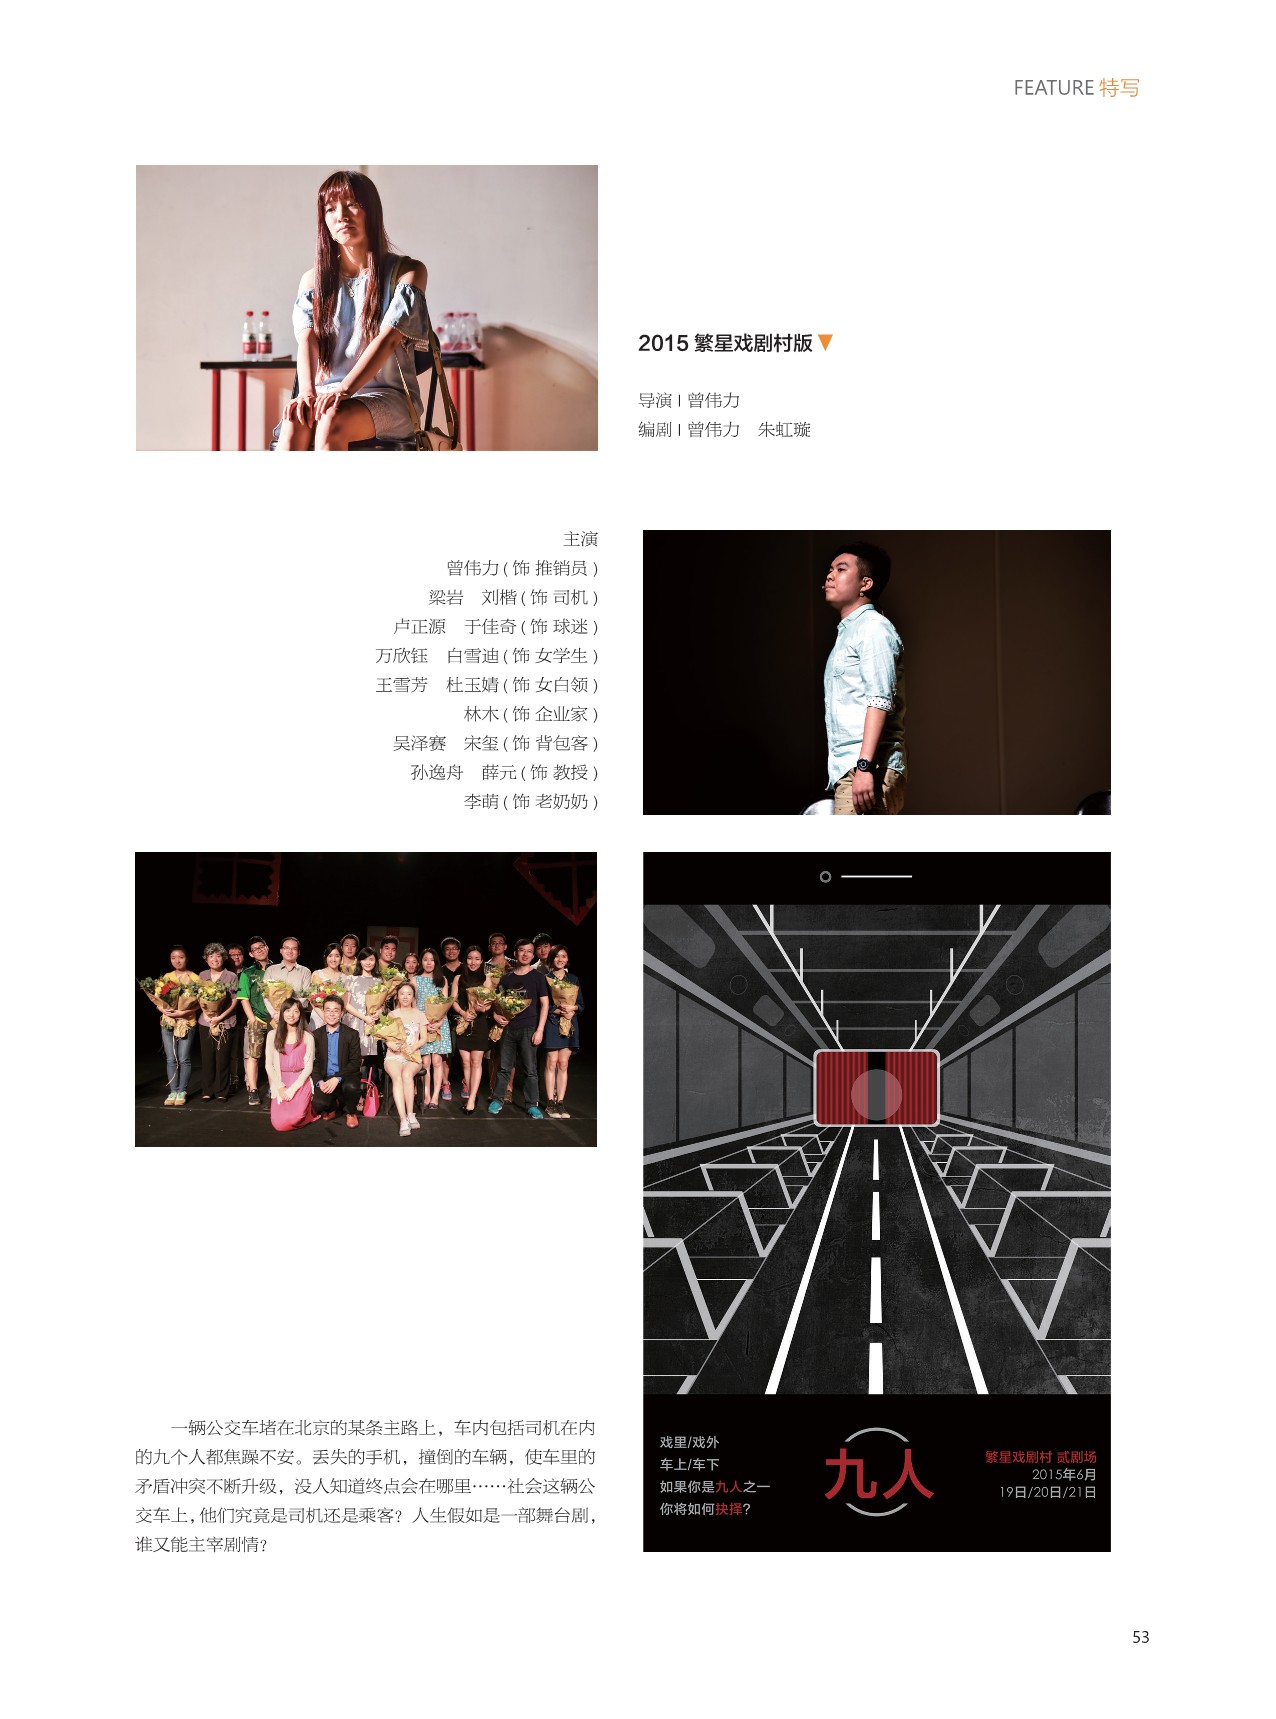 FEATURE 特写
2015 繁星戏剧村版
导演 | 曾伟力
编剧 | 曾伟力 朱虹璇
主演
曾伟力 ( 饰 推销员 )
梁岩 刘楷 ( 饰 司机 )
卢正源 于佳奇 ( 饰 球迷 )
万欣钰 白雪迪 ( 饰 女学生 )
王雪芳 杜玉婧 ( 饰 女白领 )
林木 ( 饰 企业家 )
吴泽赛 宋玺 ( 饰 背包客 )
孙逸舟 薛元 ( 饰 教授 )
李萌 ( 饰 老奶奶 )
一辆公交车堵在北京的某条主路上，车内包括司机在内
的九个人都焦躁不安。丢失的手机，撞倒的车辆，使车里的
矛盾冲突不断升级，没人知道终点会在哪里……社会这辆公
交车上，他们究竟是司机还是乘客？人生假如是一部舞台剧，
谁又能主宰剧情？
戏里/戏外
车上/车下
如果你是九人之一
你将如何抉择?
九人
繁星戏剧村 贰剧场
2015年6月
19日/20日/21日
53